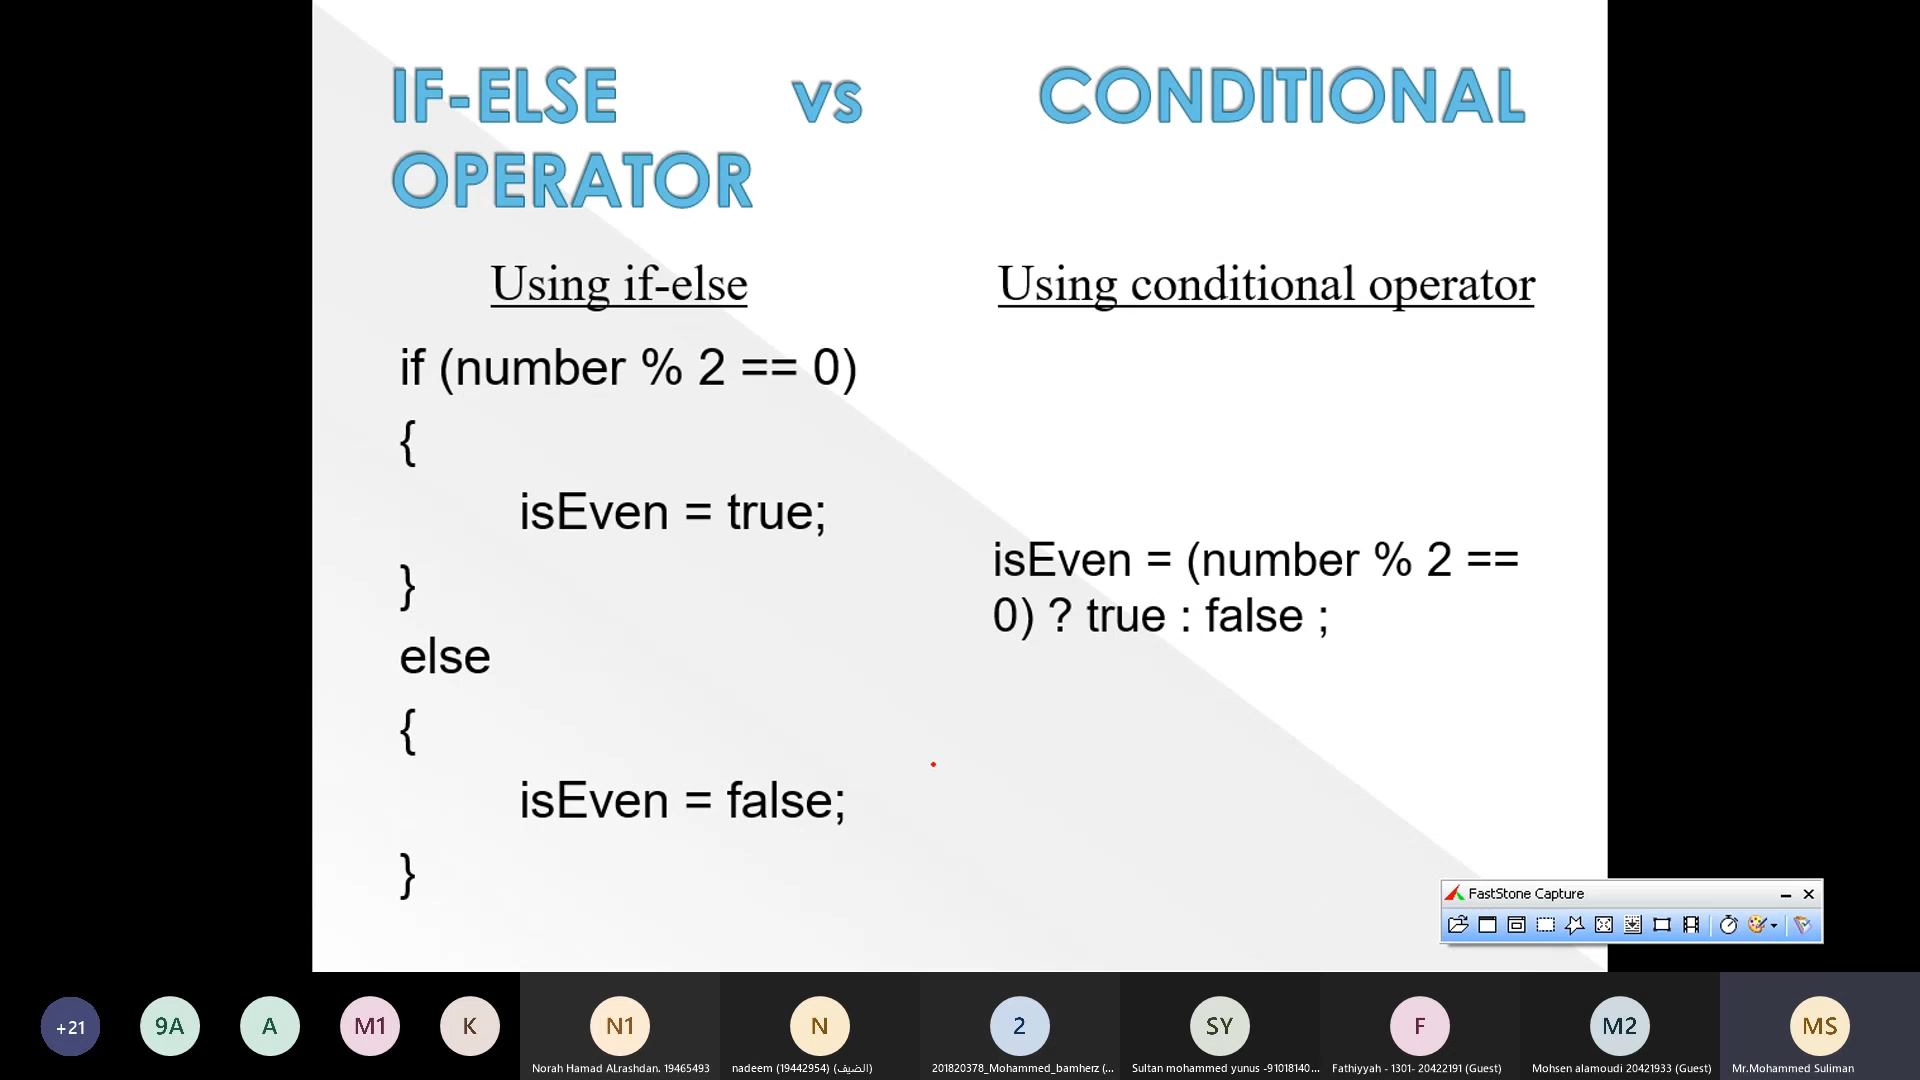 IF-ELSE vs CONDITIONAL
OPERATOR
Using if-else
if (number % 2 == 0)
{
isEven = true;
}
else
{
isEven = false;
}
Using conditional operator
isEven = (number % 2 ==
0) ? true : false ;
FastStone Capture
+21
9A
A
M1
K
N1
Norah Hamad ALrashdan. 19465493
N
nadeem (19442954) (الضيف)
2
201820378_Mohammed_bamherz (...
SY
Sultan mohammed yunus -91018140...
F
Fathiyyah - 1301- 20422191 (Guest)
M2
Mohsen alamoudi 20421933 (Guest)
MS
Mr.Mohammed Suliman